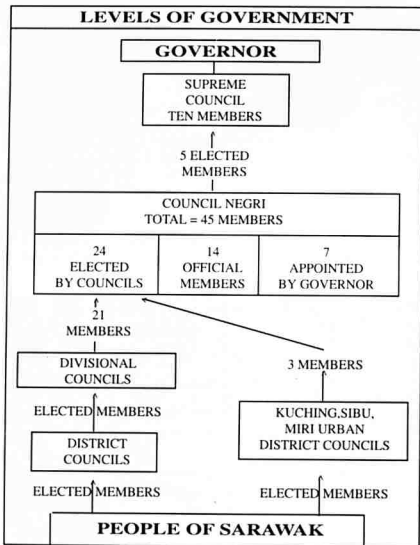 LEVELS OF GOVERNMENT
GOVERNOR
SUPREME
COUNCIL
TEN MEMBERS
5 ELECTED
MEMBERS
COUNCIL NEGRI
TOTAL = 45 MEMBERS
24
ELECTED
BY COUNCILS
14
OFFICIAL
MEMBERS
7
APPOINTED
BY GOVERNOR
21
MEMBERS
3 MEMBERS
DIVISIONAL
COUNCILS
KUCHING,SIBU,
MIRI URBAN
DISTRICT COUNCILS
ELECTED MEMBERS
DISTRICT
COUNCILS
ELECTED MEMBERS
ELECTED MEMBERS
PEOPLE OF SARAWAK